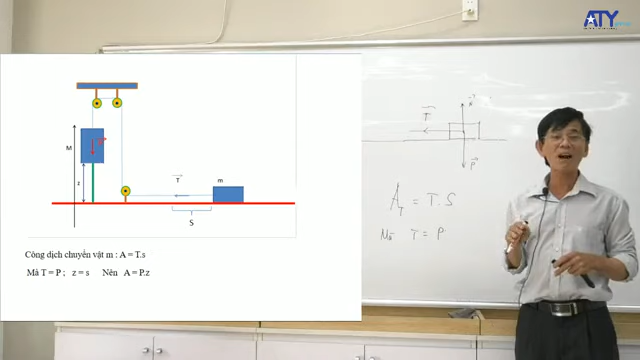 ATY
M
P
z
T
m
S
Công dịch chuyển vật m : A = T.s
Mà T = P ; z = s Nên A = P.z
N
T
P
A_T = T.S
Mà T = P